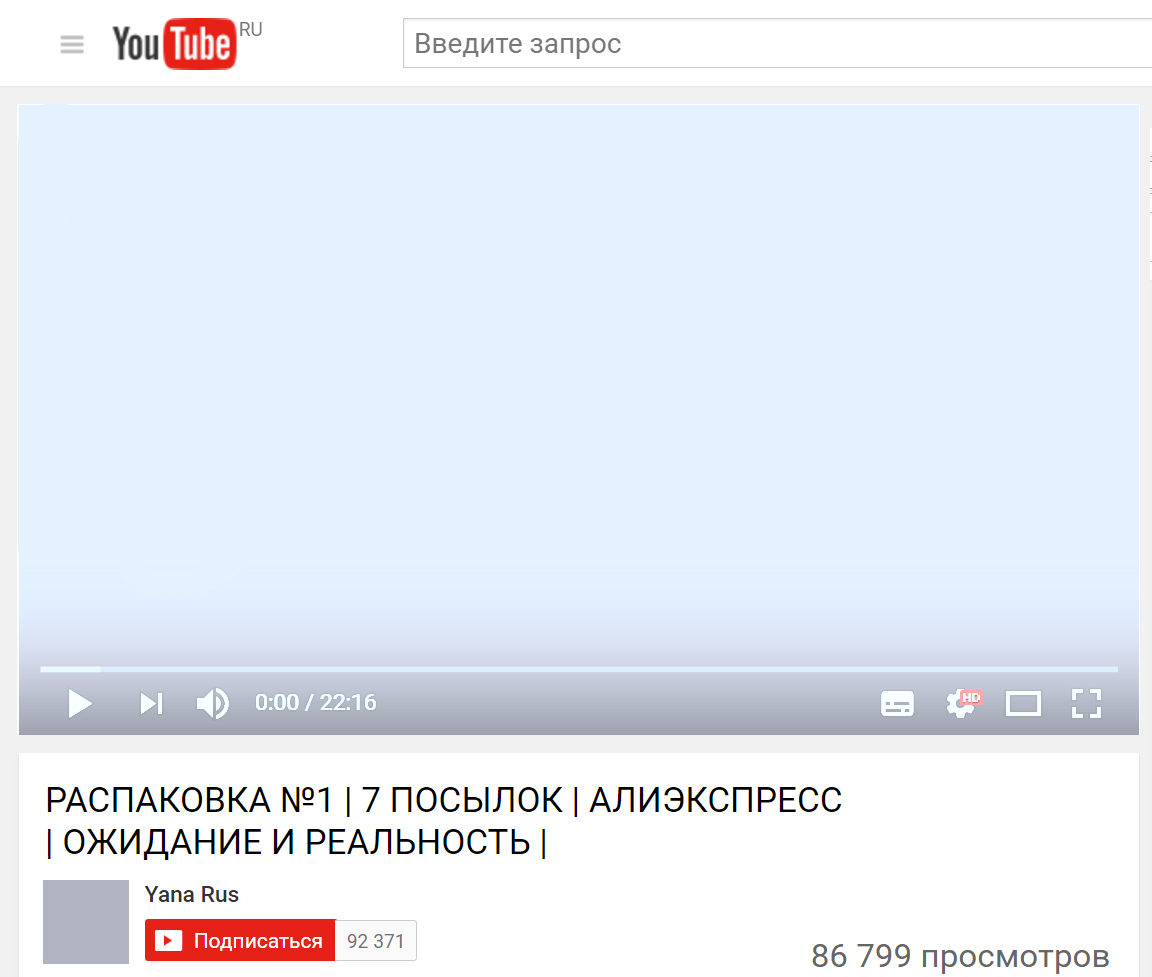 YouTube RU
Введите запрос
0:00 / 22:16
HD
РАСПАКОВКА №1 | 7 ПОСЫЛОК | АЛИЭКСПРЕСС
| ОЖИДАНИЕ И РЕАЛЬНОСТЬ |
Yana Rus
Подписаться 92 371
86 799 просмотров